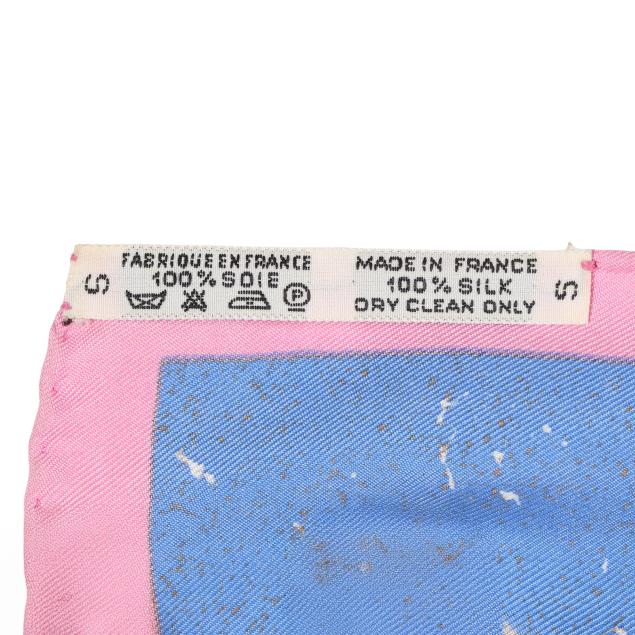 S
FABRIQUE EN FRANCE
100% SOIE
P
MADE IN FRANCE
100% SILK
DRY CLEAN ONLY
S